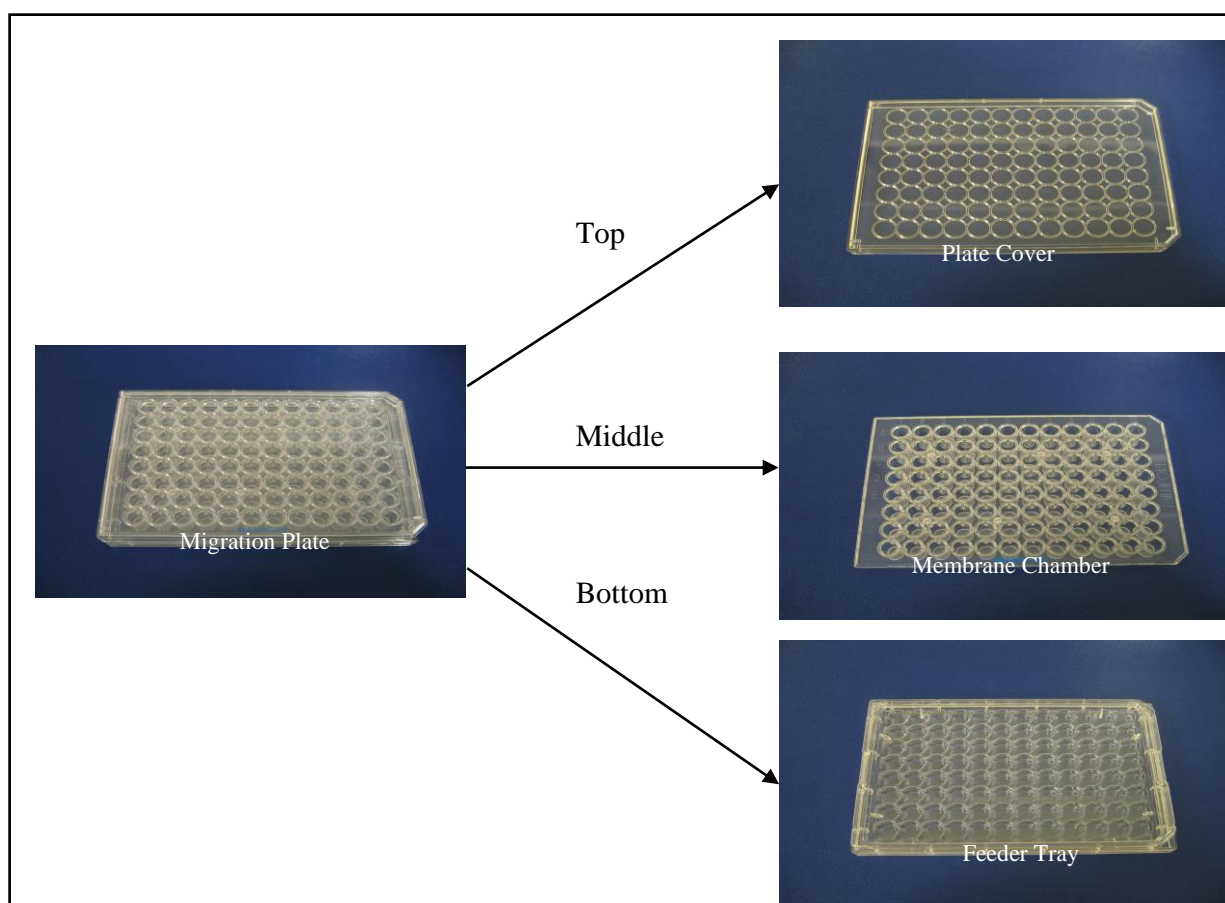 Top
Plate Cover
Migration Plate
Middle
Membrane Chamber
Bottom
Feeder Tray